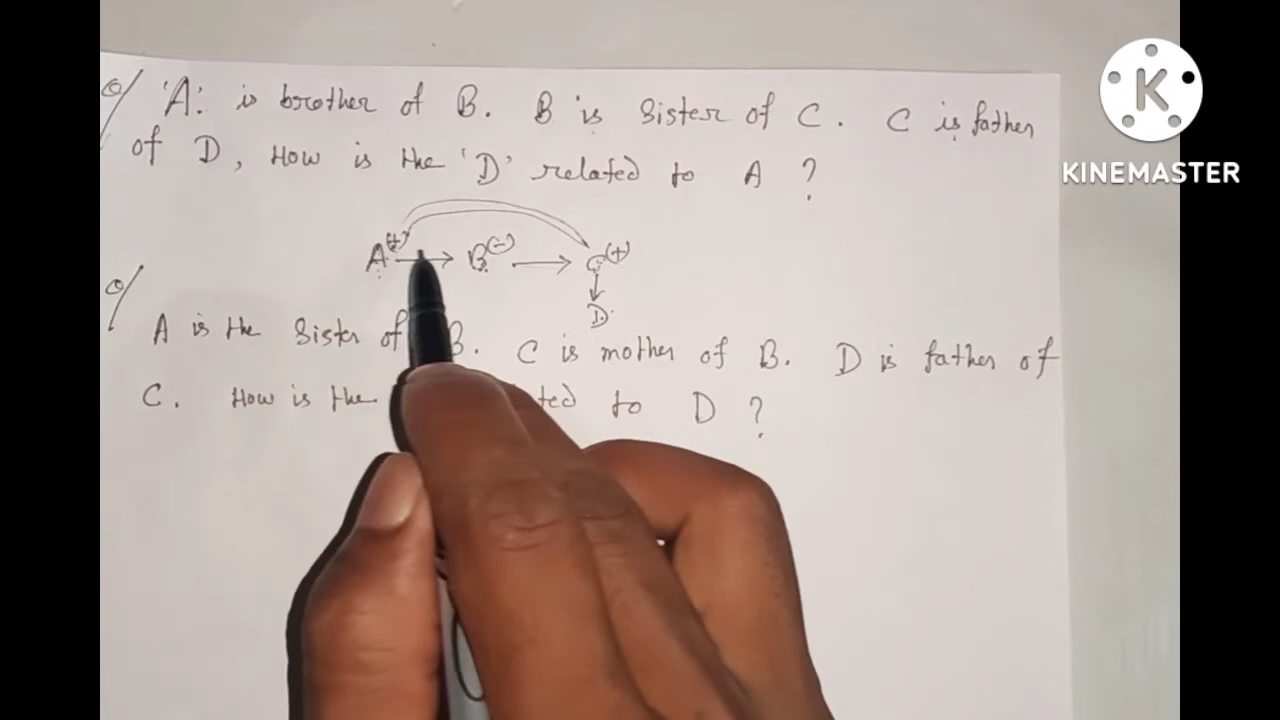 Q/ 'A' is brother of B. B is Sister of C. C is father
of D, How is the 'D' related to A ?
A(+) → B(-) → C(+)
↓
D
Q/
A is the Sister of B. C is mother of B. D is father of
C. How is the to D ?
K
KINEMASTER